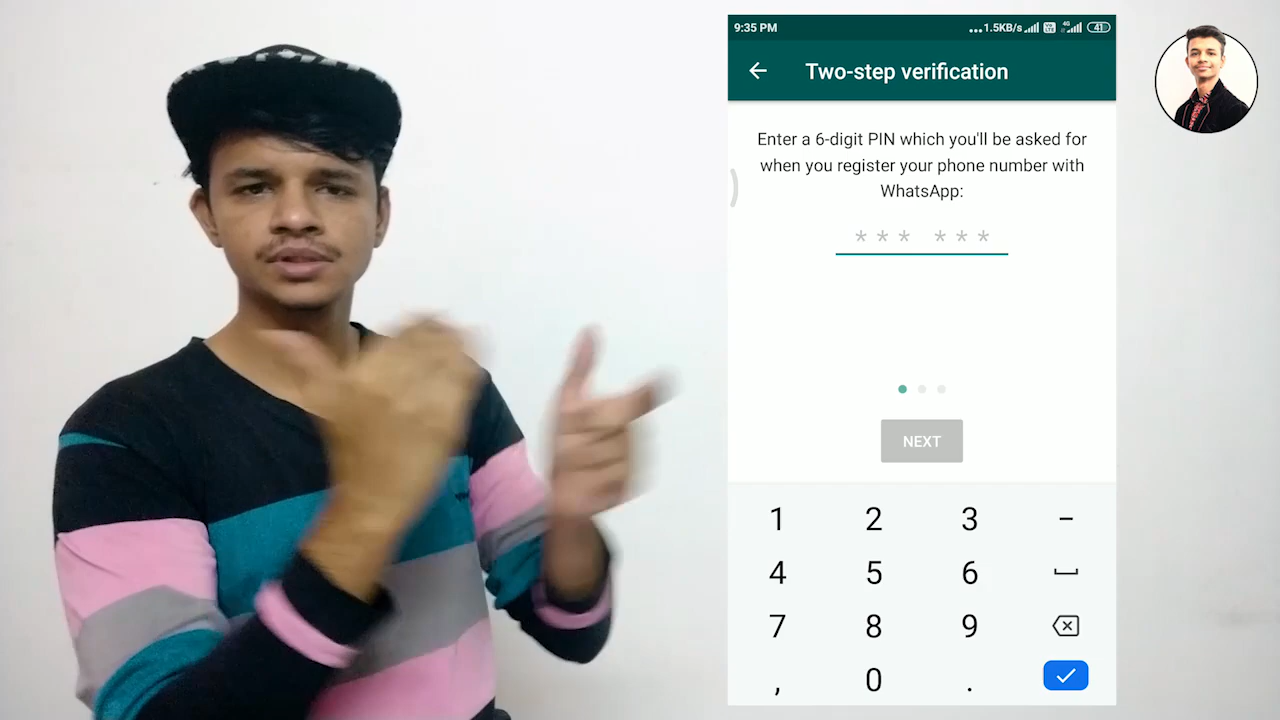 9:35 PM
...1.5KB/s 4G 41
Two-step verification
Enter a 6-digit PIN which you'll be asked for
when you register your phone number with
WhatsApp:
*** ***
NEXT
1 2 3 –
4 5 6
7 8 9
, 0 .